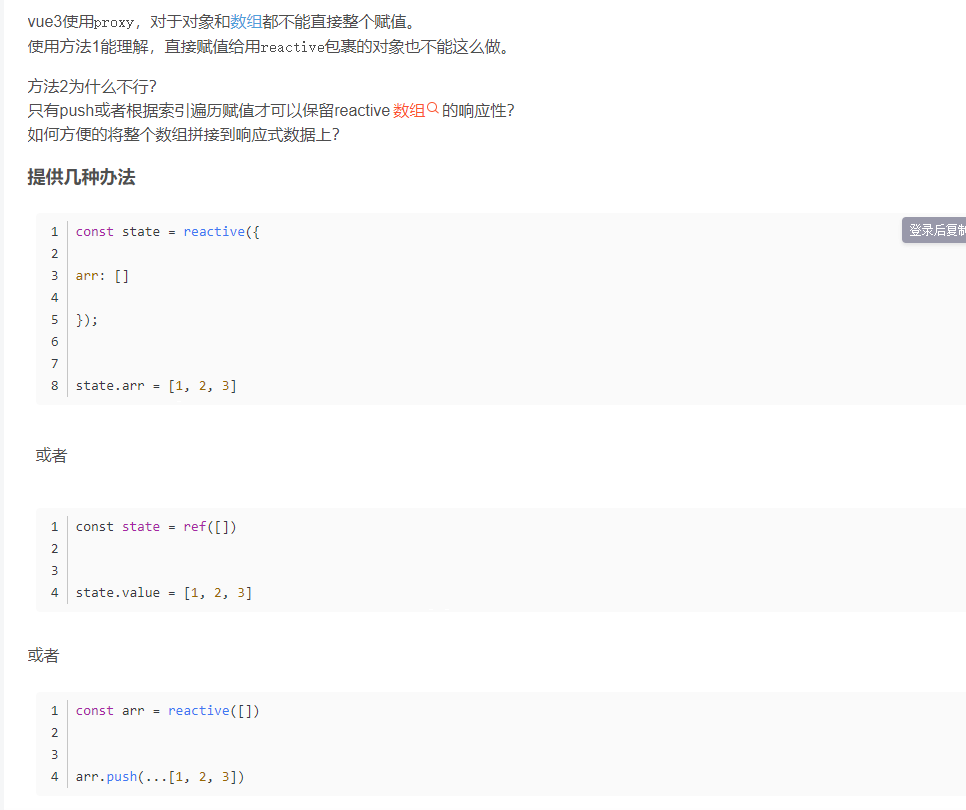 vue3使用proxy，对于对象和数组都不能直接整个赋值。
使用方法1能理解，直接赋值给用reactive包裹的对象也不能这么做。
方法2为什么不行？
只有push或者根据索引遍历赋值才可以保留reactive 数组 的响应性？
如何方便的将整个数组拼接到响应式数据上？
提供几种办法
登录后复制
1 const state = reactive({
2
3 arr: []
4
5 });
6
7
8 state.arr = [1, 2, 3]
或者
1 const state = ref([])
2
3
4 state.value = [1, 2, 3]
或者
1 const arr = reactive([])
2
3
4 arr.push(...[1, 2, 3])